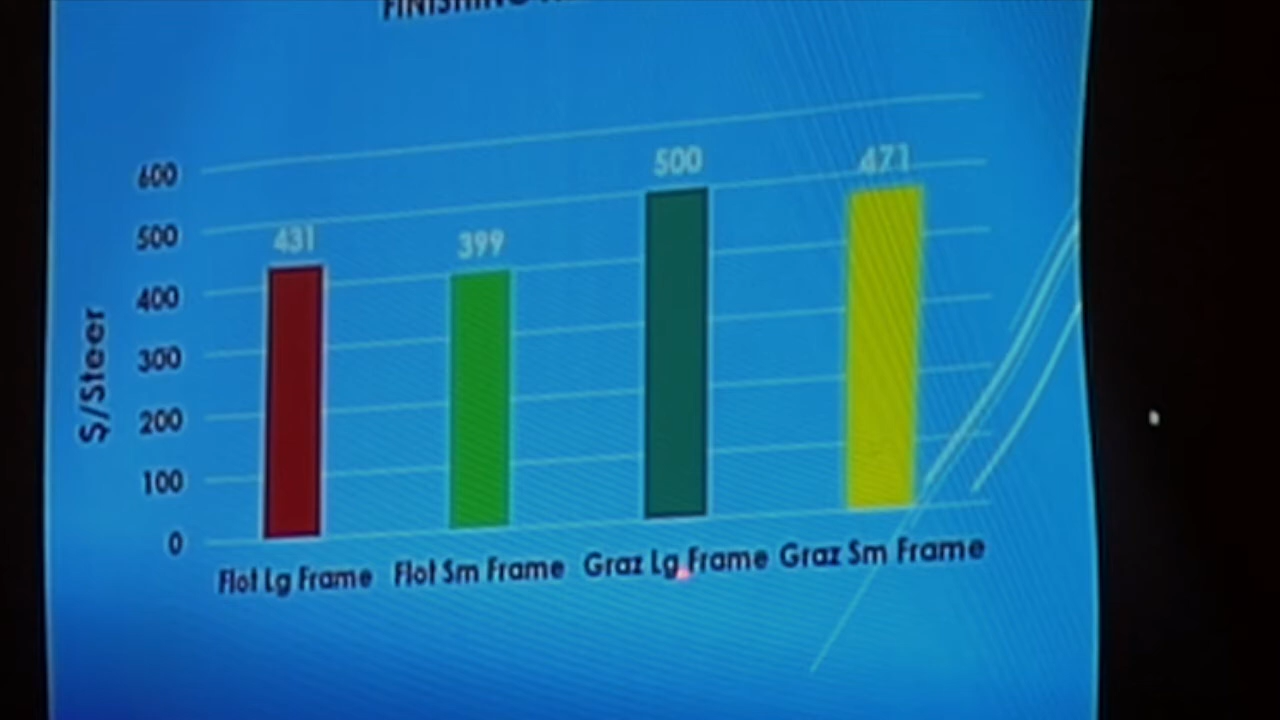 FINISHING
600
500
400
300
200
100
0
$/Steer
431
399
500
471
Flot Lg Frame
Flot Sm Frame
Graz Lg Frame
Graz Sm Frame